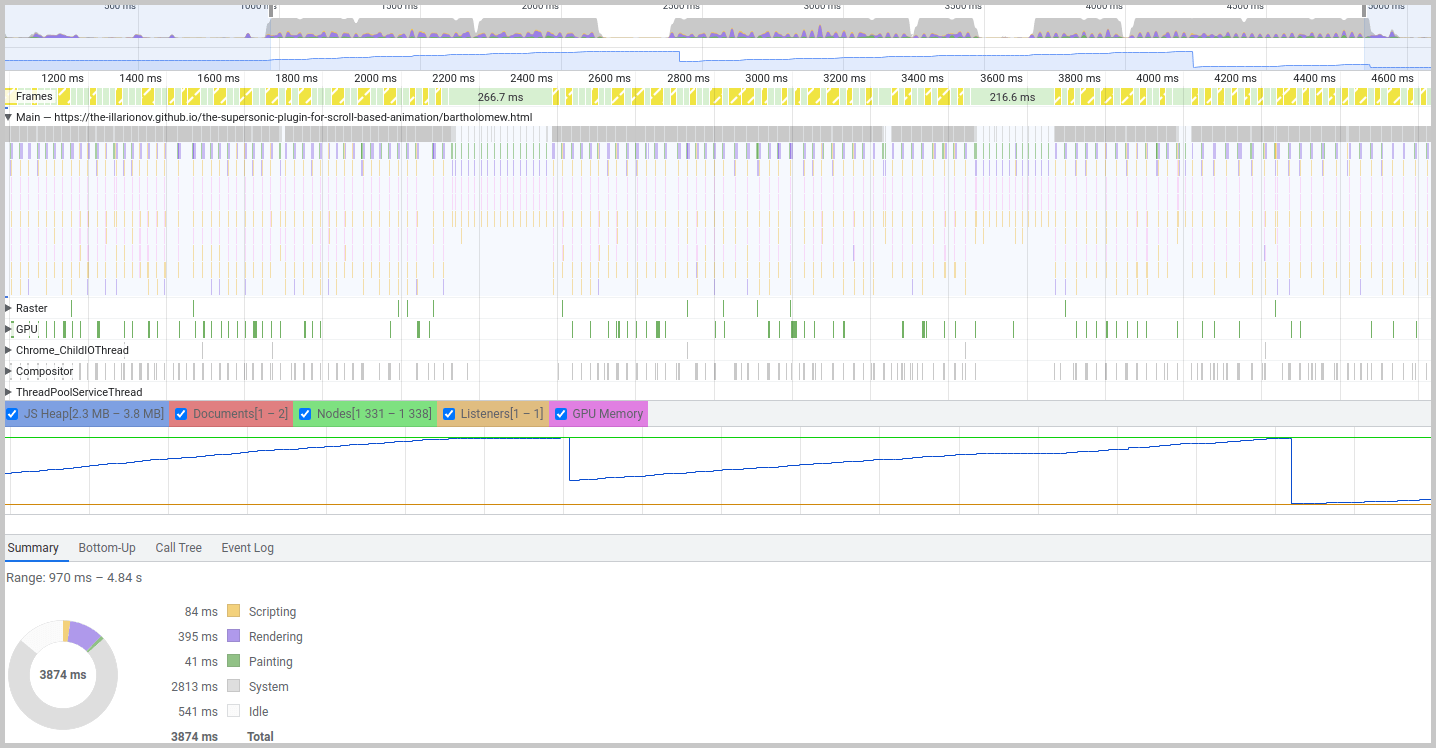 500 ms 1000 ms 1500 ms 2000 ms 2500 ms 3000 ms 3500 ms 4000 ms 4500 ms 5000 ms
1200 ms 1400 ms 1600 ms 1800 ms 2000 ms 2200 ms 2400 ms 2600 ms 2800 ms 3000 ms 3200 ms 3400 ms 3600 ms 3800 ms 4000 ms 4200 ms 4400 ms 4600 ms
Frames 266.7 ms 216.6 ms
Main — https://the-illarionov.github.io/the-supersonic-plugin-for-scroll-based-animation/bartholomew.html
Raster
GPU
Chrome_ChildIOThread
Compositor
ThreadPoolServiceThread
JS Heap[2.3 MB – 3.8 MB] Documents[1 – 2] Nodes[1 331 – 1 338] Listeners[1 – 1] GPU Memory
Summary Bottom-Up Call Tree Event Log
Range: 970 ms – 4.84 s
84 ms Scripting
395 ms Rendering
41 ms Painting
2813 ms System
541 ms Idle
3874 ms Total
3874 ms